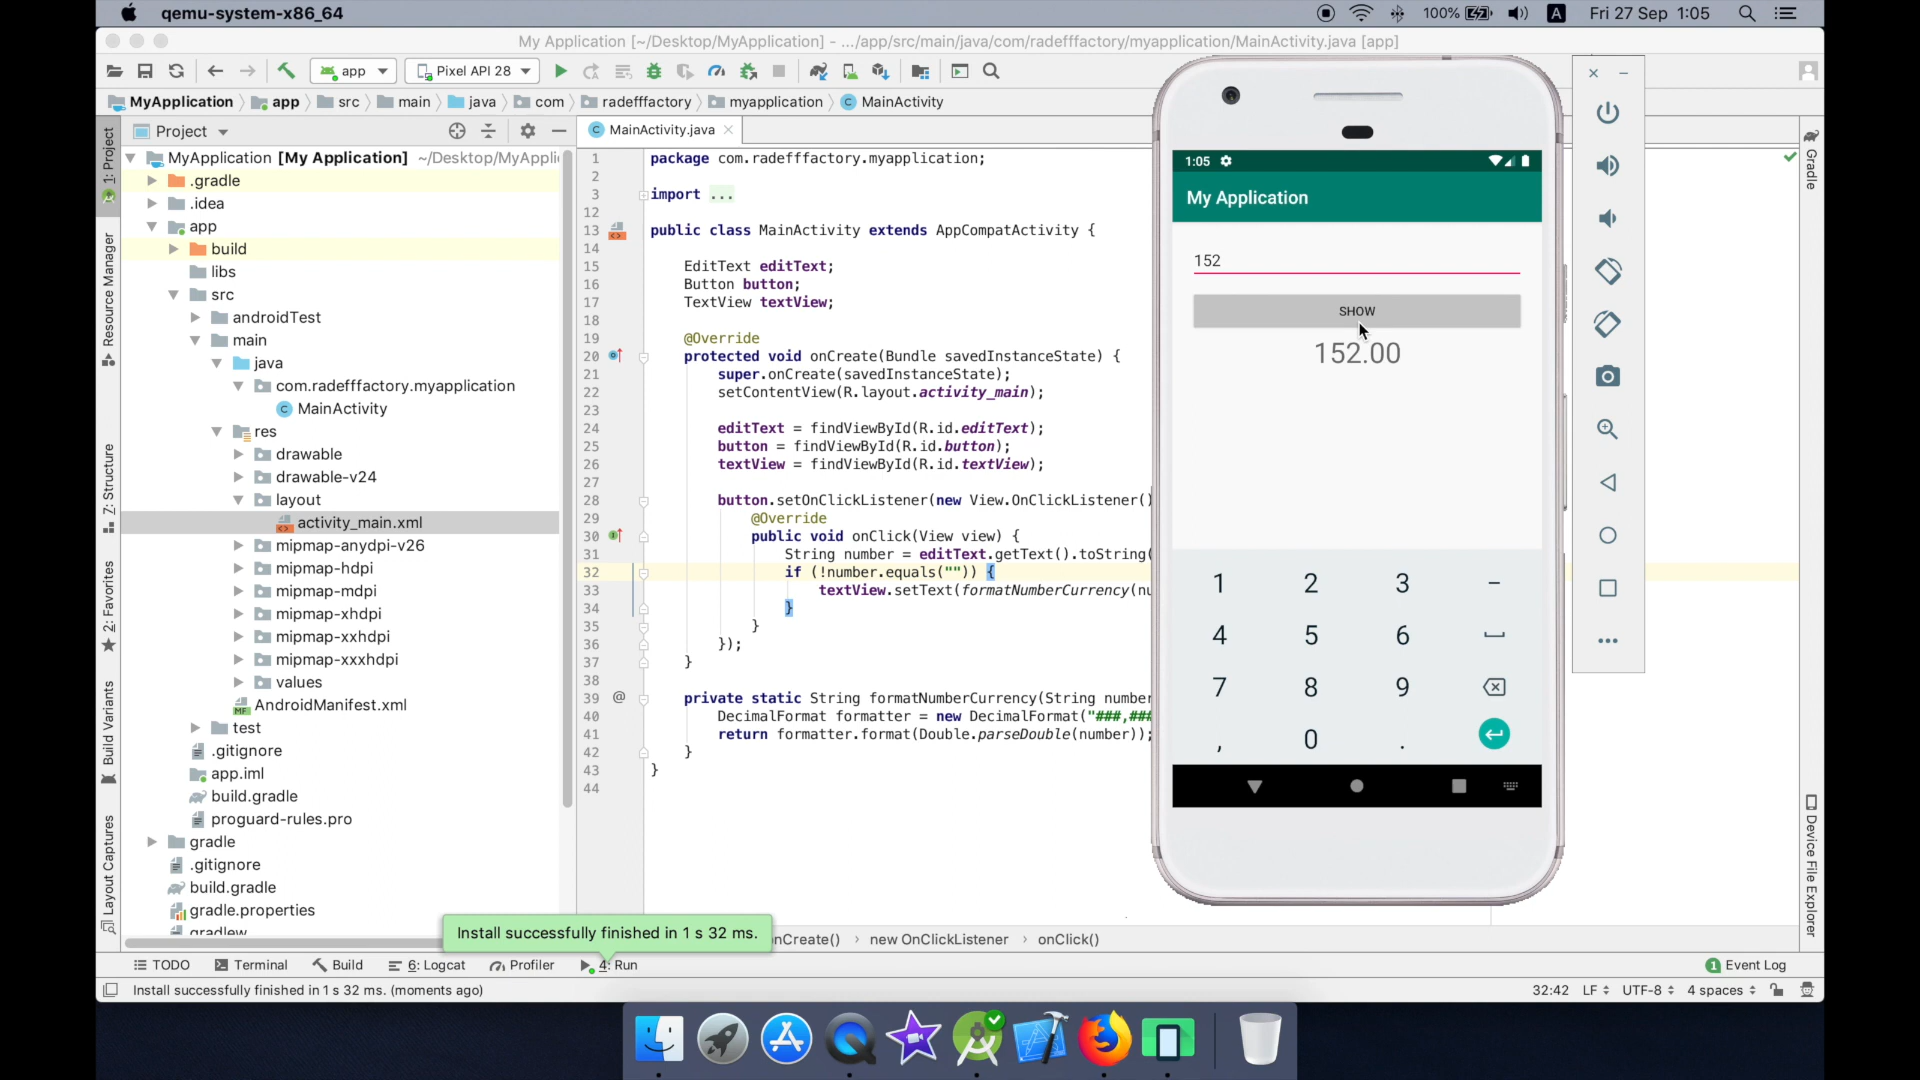 qemu-system-x86_64
100%
A
Fri 27 Sep 1:05
My Application [~/Desktop/MyApplication] - .../app/src/main/java/com/radefffactory/myapplication/MainActivity.java [app]
app
Pixel API 28
MyApplication
app
src
main
java
com
radefffactory
myapplication
MainActivity
Project
MainActivity.java
1: Project
Resource Manager
Z: Structure
2: Favorites
Build Variants
Layout Captures
MyApplication [My Application] ~/Desktop/MyAppli
.gradle
.idea
app
build
libs
src
androidTest
main
java
com.radefffactory.myapplication
MainActivity
res
drawable
drawable-v24
layout
activity_main.xml
mipmap-anydpi-v26
mipmap-hdpi
mipmap-mdpi
mipmap-xhdpi
mipmap-xxhdpi
mipmap-xxxhdpi
values
AndroidManifest.xml
test
.gitignore
app.iml
build.gradle
proguard-rules.pro
gradle
.gitignore
build.gradle
gradle.properties
gradlew
1 package com.radefffactory.myapplication;
2
3 import ...
12
13 public class MainActivity extends AppCompatActivity {
14
15 EditText editText;
16 Button button;
17 TextView textView;
18
19 @Override
20 protected void onCreate(Bundle savedInstanceState) {
21 super.onCreate(savedInstanceState);
22 setContentView(R.layout.activity_main);
23
24 editText = findViewById(R.id.editText);
25 button = findViewById(R.id.button);
26 textView = findViewById(R.id.textView);
27
28 button.setOnClickListener(new View.OnClickListener()
29 @Override
30 public void onClick(View view) {
31 String number = editText.getText().toString(
32 if (!number.equals("")) {
33 textView.setText(formatNumberCurrency(nu
34 }
35 }
36 });
37 }
38
39 @ private static String formatNumberCurrency(String number
40 DecimalFormat formatter = new DecimalFormat("###,###
41 return formatter.format(Double.parseDouble(number));
42 }
43 }
44
1:05
My Application
152
SHOW
152.00
1 2 3 –
4 5 6
7 8 9
, 0 .
Gradle
Device File Explorer
Install successfully finished in 1 s 32 ms.
nCreate() › new OnClickListener › onClick()
TODO
Terminal
Build
6: Logcat
Profiler
4: Run
1 Event Log
Install successfully finished in 1 s 32 ms. (moments ago)
32:42
LF
UTF-8
4 spaces